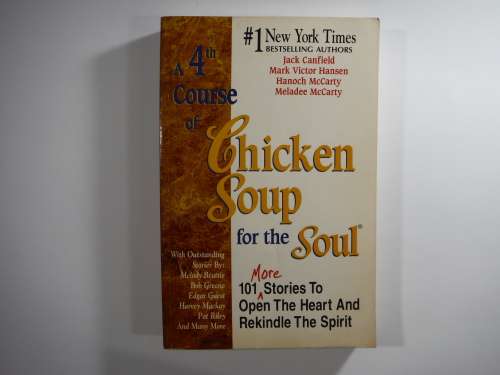 #1 New York Times
BESTSELLING AUTHORS
Jack Canfield
Mark Victor Hansen
Hanoch McCarty
Meladee McCarty
A 4th
Course
of
Chicken
Soup
for the Soul®
With Outstanding
Stories By:
Melody Beattie
Bob Greene
Edgar Guest
Harvey Mackay
Pat Riley
And Many More
More
101 Stories To
Open The Heart And
Rekindle The Spirit